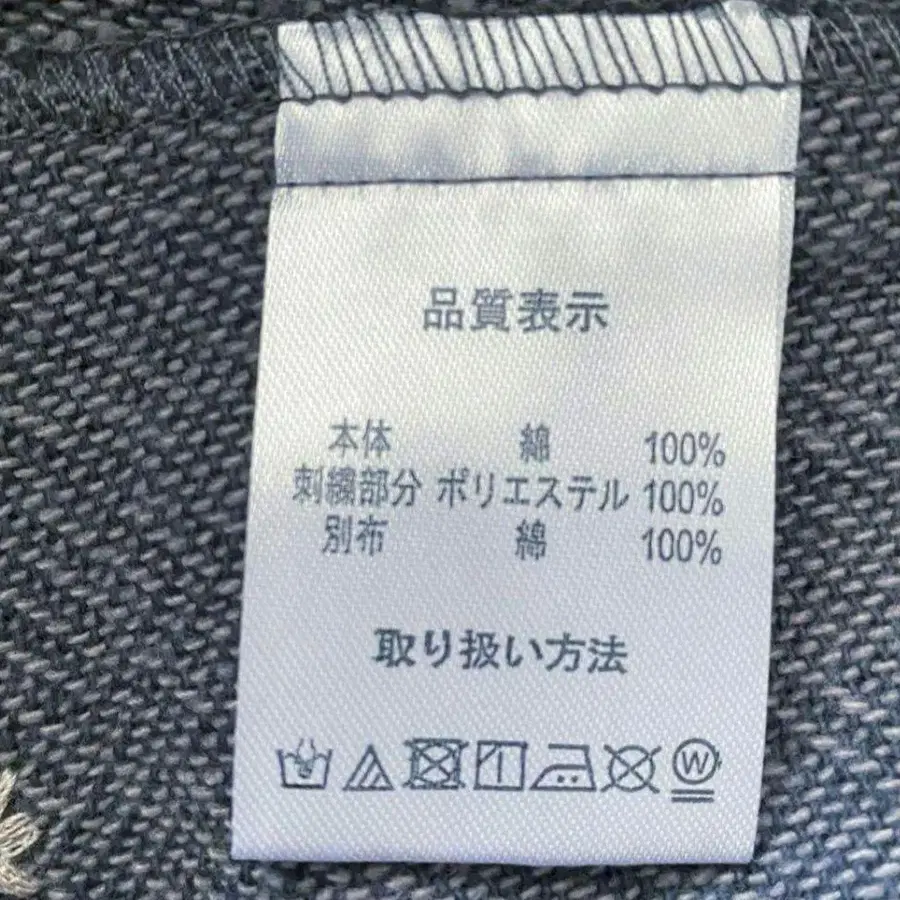 品質表示
本体 綿 100%
刺繍部分 ポリエステル 100%
別布 綿 100%
取り扱い方法
W